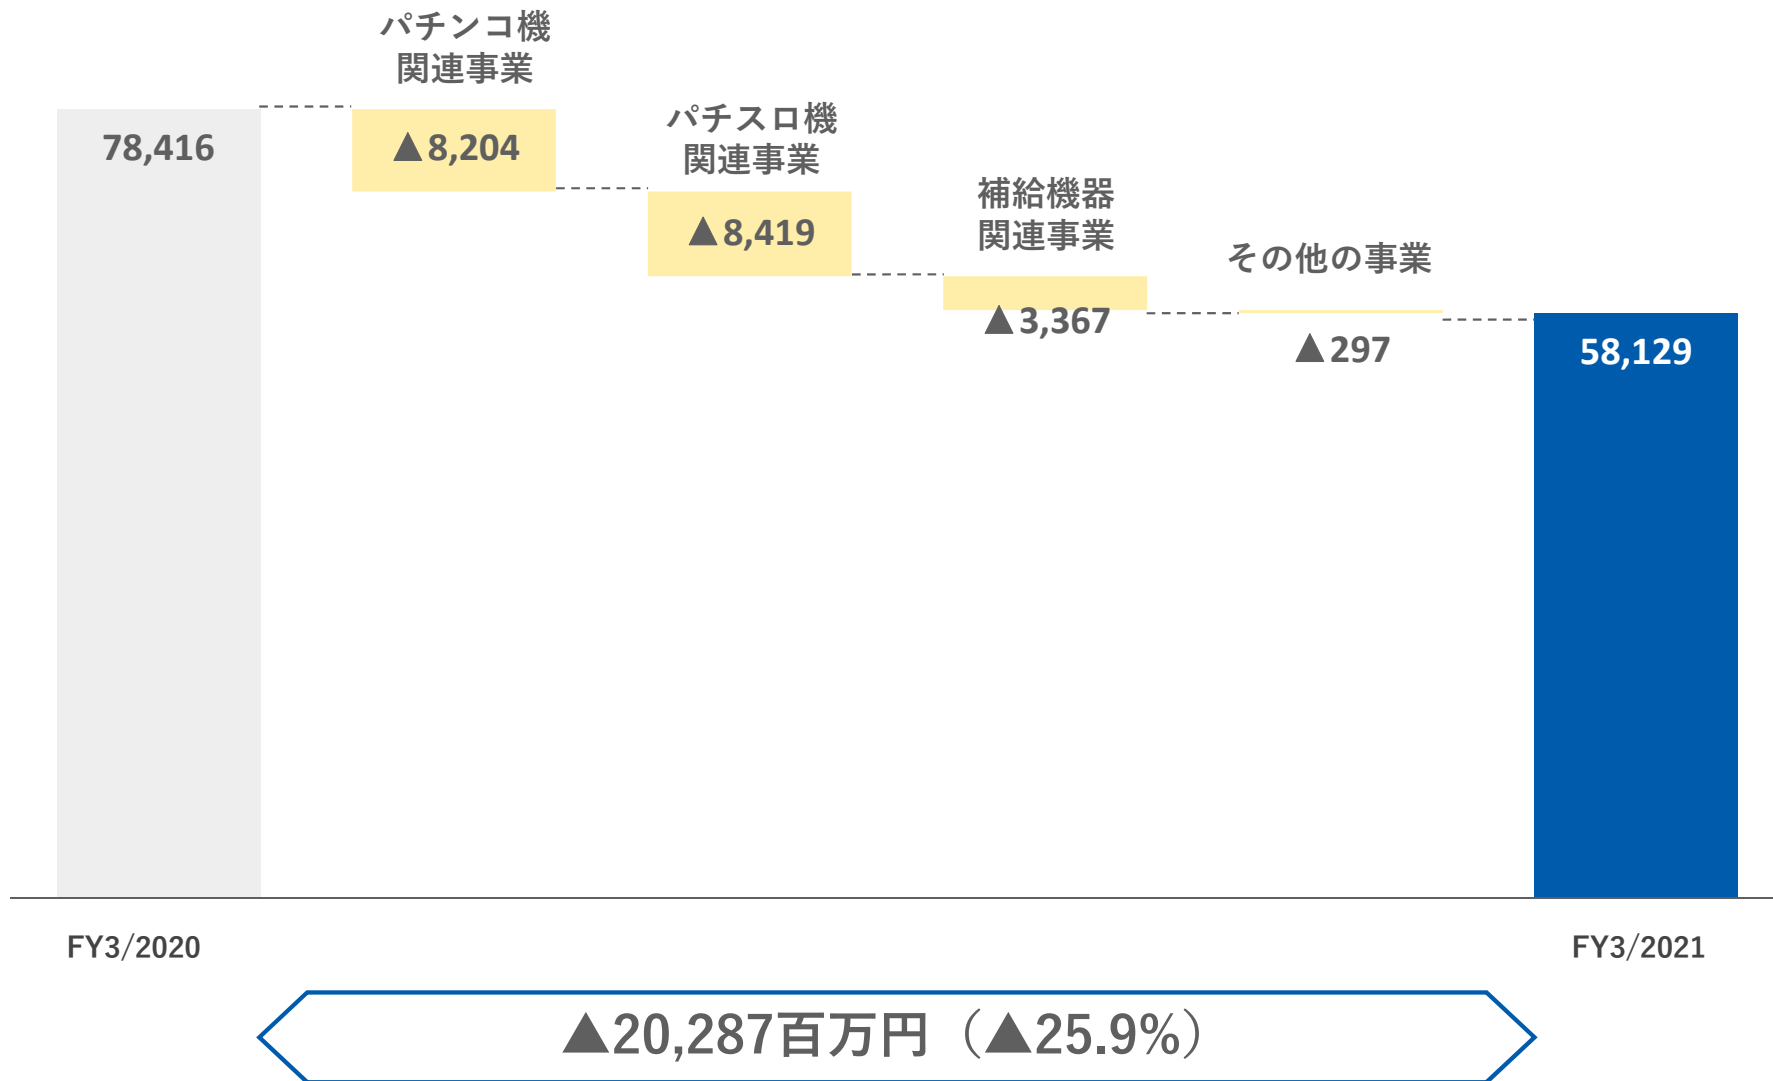 パチンコ機
関連事業
78,416
▲8,204
パチスロ機
関連事業
▲8,419
補給機器
関連事業
▲3,367
その他の事業
▲297
58,129
FY3/2020
FY3/2021
▲20,287百万円（▲25.9%）